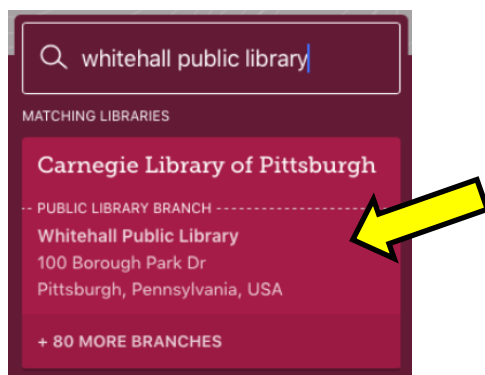 whitehall public library
MATCHING LIBRARIES
Carnegie Library of Pittsburgh
PUBLIC LIBRARY BRANCH
Whitehall Public Library
100 Borough Park Dr
Pittsburgh, Pennsylvania, USA
+ 80 MORE BRANCHES